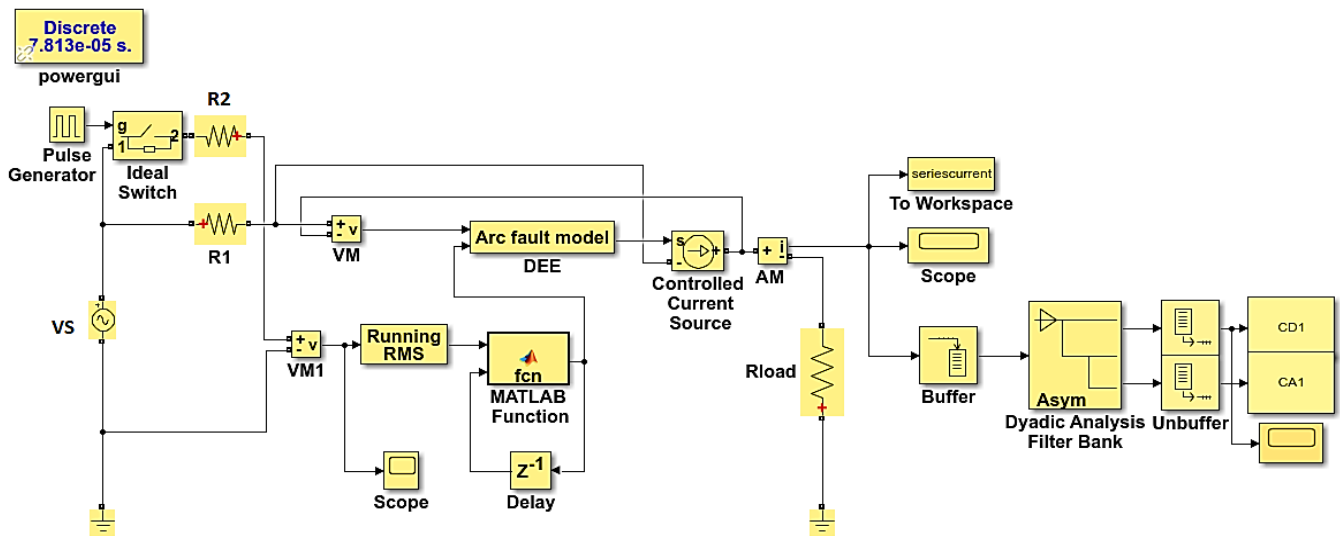 Discrete
7.813e-05 s.
powergui
R2
g
1
2
Pulse
Generator
Ideal
Switch
R1
+
-
v
VM
Arc fault model
DEE
s
-
+
Controlled
Current
Source
+
i
-
AM
seriescurrent
To Workspace
Scope
VS
+
+
-
v
VM1
Running
RMS
fcn
MATLAB
Function
Scope
Z-1
Delay
Rload
Buffer
Asym
Dyadic Analysis
Filter Bank
Unbuffer
CD1
CA1